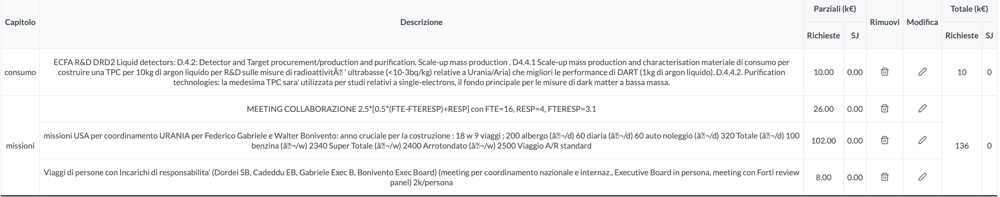 Capitolo
Descrizione
Parziali (k€)
Rimuovi
Modifica
Totale (k€)
Richieste
SJ
Richieste
SJ
consumo
ECFA R&D DRD2 Liquid detectors: D.4.2: Detector and Target procurement/production and purification. Scale-up mass production . D4.4.1 Scale-up mass production and characterisation materiale di consumo per
costruire una TPC per 10kg di argon liquido per R&D sulle misure di radioattivitÃ ' ultrabasse (<10-3bq/kg) relative a Urania/Aria) che migliori le performance di DART (1kg di argon liquido). D.4.4.2. Purification
technologies: la medesima TPC sara' utilizzata per studi relativi a single-electrons, il fondo principale per le misure di dark matter a bassa massa.
10.00
0.00
10
0
missioni
MEETING COLLABORAZIONE 2.5*[0.5*(FTE-FTERESP)+RESP] con FTE=16, RESP=4, FTERESP=3.1
26.00
0.00
missioni USA per coordinamento URANIA per Federico Gabriele e Walter Bonivento: anno cruciale per la costruzione : 18 w 9 viaggi ; 200 albergo (â¬/d) 60 diaria (â¬/d) 60 auto noleggio (â¬/d) 320 Totale (â¬/d) 100
benzina (â¬/w) 2340 Super Totale (â¬/w) 2400 Arrotondato (â¬/w) 2500 Viaggio A/R standard
102.00
0.00
136
0
Viaggi di persone con Incarichi di responsabilita' (Dordei SB, Cadeddu EB, Gabriele Exec B, Bonivento Exec Board) (meeting per coordinamento nazionale e internaz., Executive Board in persona, meeting con Forti review
panel) 2k/persona
8.00
0.00